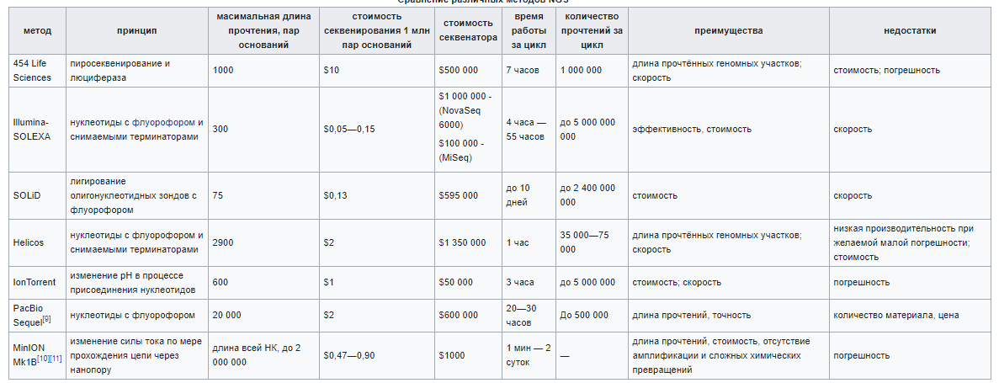 Сравнение различных методов NGS
метод
принцип
масимальная длина
прочтения, пар
оснований
стоимость
секвенирования 1 млн
пар оснований
стоимость
секвенатора
время
работы
за цикл
количество
прочтений за
цикл
преимущества
недостатки
454 Life
Sciences
пиросеквенирование и
люцифераза
1000
$10
$500 000
7 часов
1 000 000
длина прочтённых геномных участков;
скорость
стоимость; погрешность
Illumina-
SOLEXA
нуклеотиды с флуорофором и
снимаемыми терминаторами
300
$0,05—0,15
$1 000 000 -
(NovaSeq
6000)
$100 000 -
(MiSeq)
4 часа —
55 часов
до 5 000 000
000
эффективность, стоимость
скорость
SOLiD
лигирование
олигонуклеотидных зондов с
флуорофором
75
$0,13
$595 000
до 10
дней
до 2 400 000
000
стоимость
скорость
Helicos
нуклеотиды с флуорофором и
снимаемыми терминаторами
2900
$2
$1 350 000
1 час
35 000—75
000
длина прочтённых геномных участков;
скорость
низкая производительность при
желаемой малой погрешности;
стоимость
IonTorrent
изменение pH в процессе
присоединения нуклеотидов
600
$1
$50 000
3 часа
до 5 000 000
стоимость; скорость
погрешность
PacBio
Sequel[9]
нуклеотиды с флуорофором
20 000
$2
$600 000
20—30
часов
До 500 000
длина прочтений, точность
количество материала, цена
MinION
Mk1B[10][11]
изменение силы тока по мере
прохождения цепи через
нанопору
длина всей НК, до 2
000 000
$0,47—0,90
$1000
1 мин — 2
суток
—
длина прочтений, стоимость, отсутствие
амплификации и сложных химических
превращений
погрешность